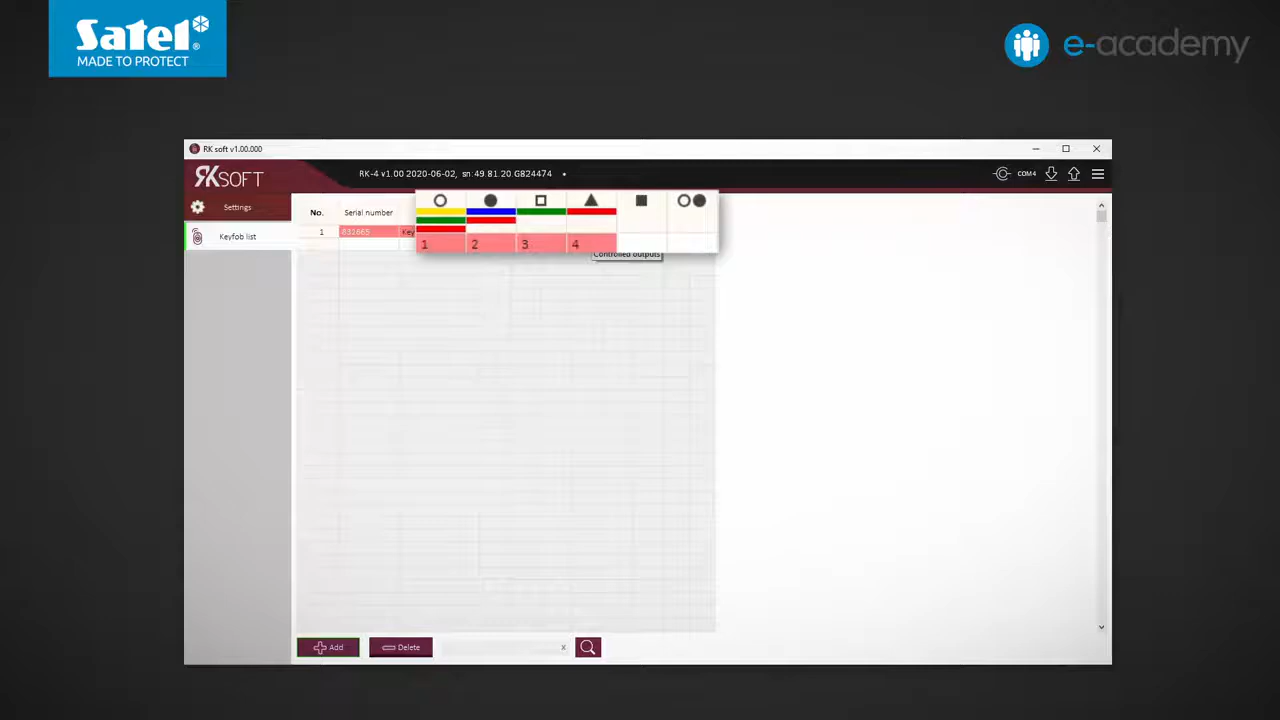 Satel®
MADE TO PROTECT
e-academy
RK soft v1.00.000
RKSOFT
RK-4 v1.00 2020-06-02, sn:49.81.20.GB24474
COM4
Settings
Keyfob list
No.
Serial number
1
831665
Key
1
2
3
4
Controlled outputs
Add
Delete
x